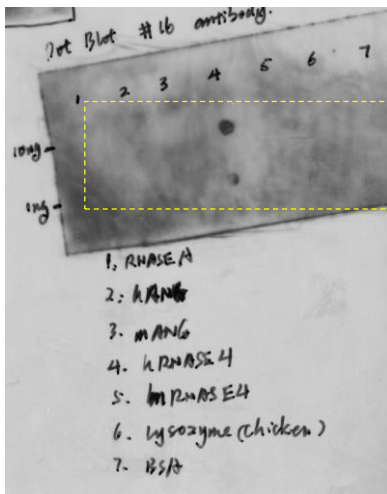 Dot Blot #16 antibody.
1 2 3 4 5 6 7
10ng
1ng
1, RNASE A
2: hANG
3. mANG
4. hRNASE4
5. mRNASE4
6. Lysozyme (chicken)
7. BSA